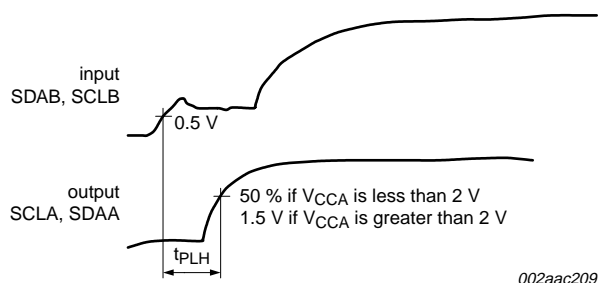 input
SDAB, SCLB
0.5 V
output
SCLA, SDAA
50 % if VCCA is less than 2 V
1.5 V if VCCA is greater than 2 V
tPLH
002aac209